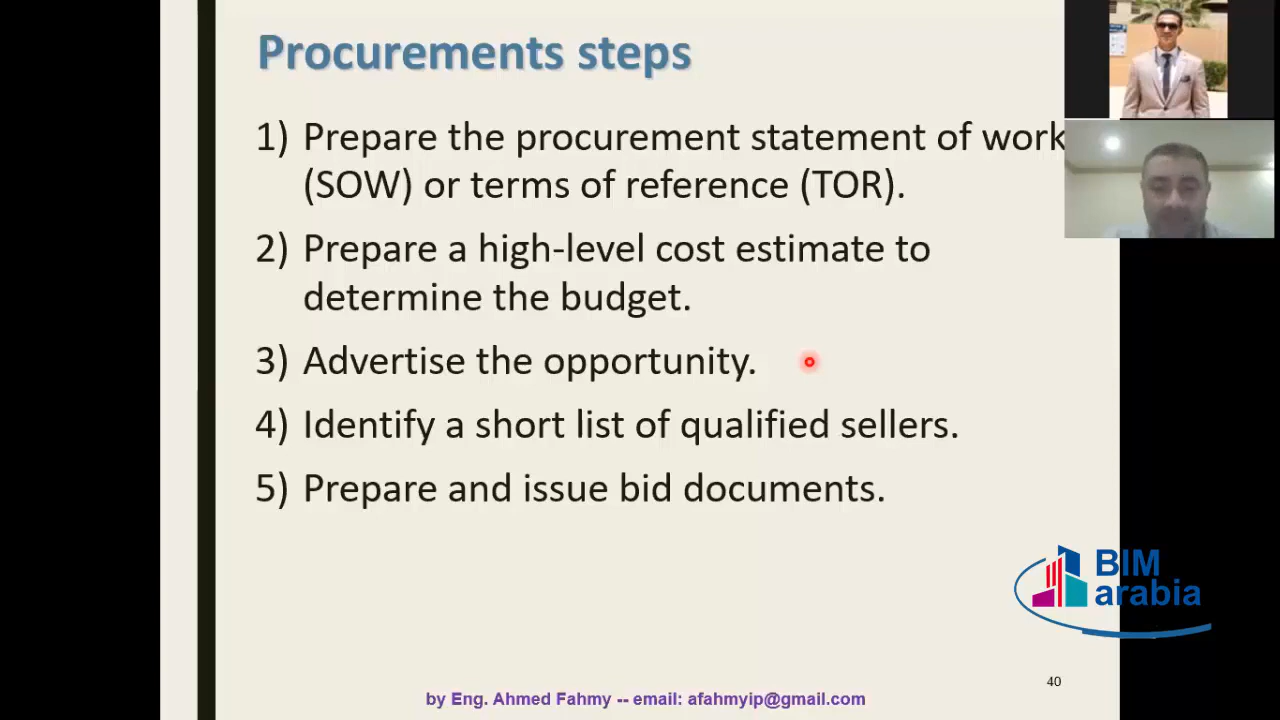 Procurements steps
1) Prepare the procurement statement of work
(SOW) or terms of reference (TOR).
2) Prepare a high-level cost estimate to
determine the budget.
3) Advertise the opportunity.
4) Identify a short list of qualified sellers.
5) Prepare and issue bid documents.
BIM
arabia
40
by Eng. Ahmed Fahmy -- email: afahmyip@gmail.com